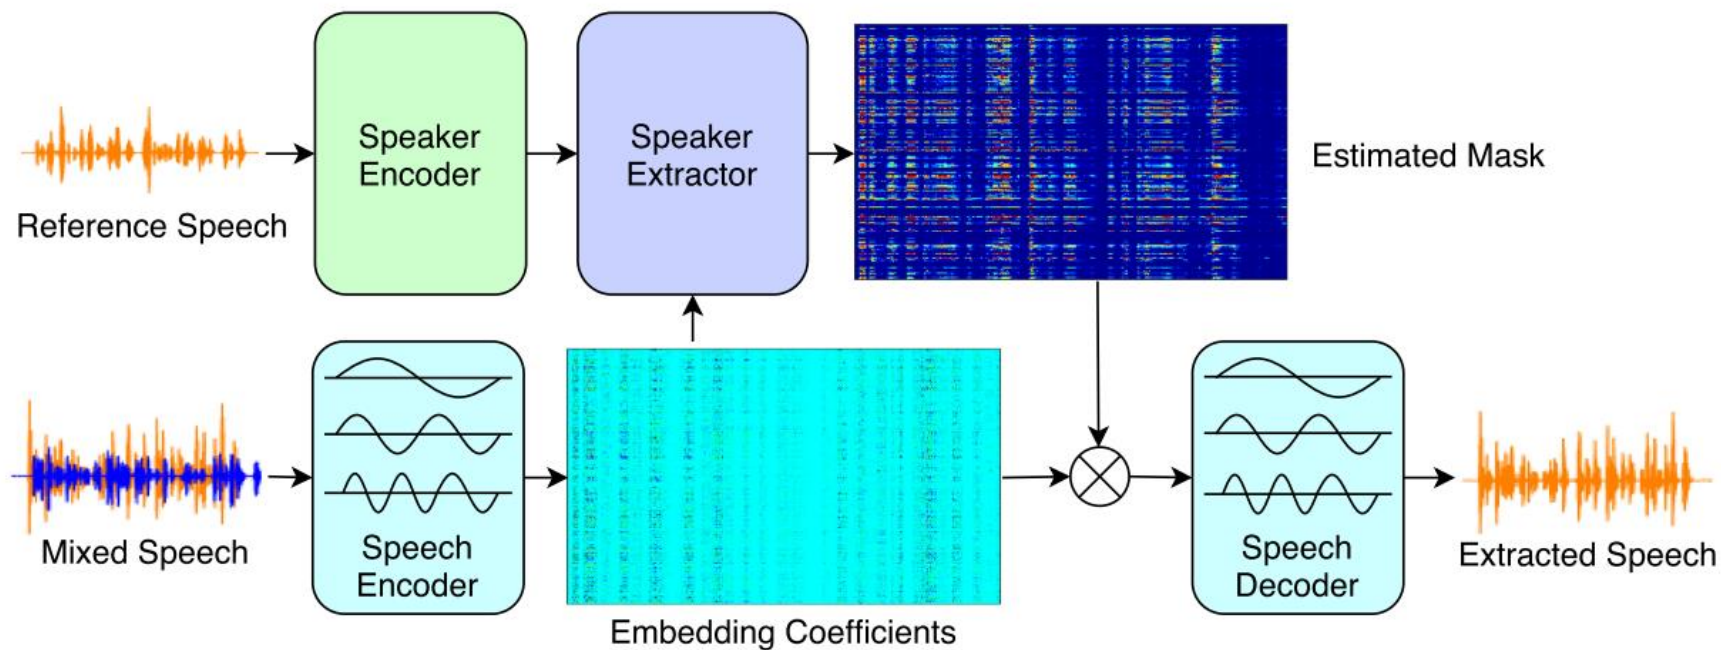 Speaker
Encoder
Speaker
Extractor
Estimated Mask
Reference Speech
Mixed Speech
Speech
Encoder
Embedding Coefficients
Speech
Decoder
Extracted Speech